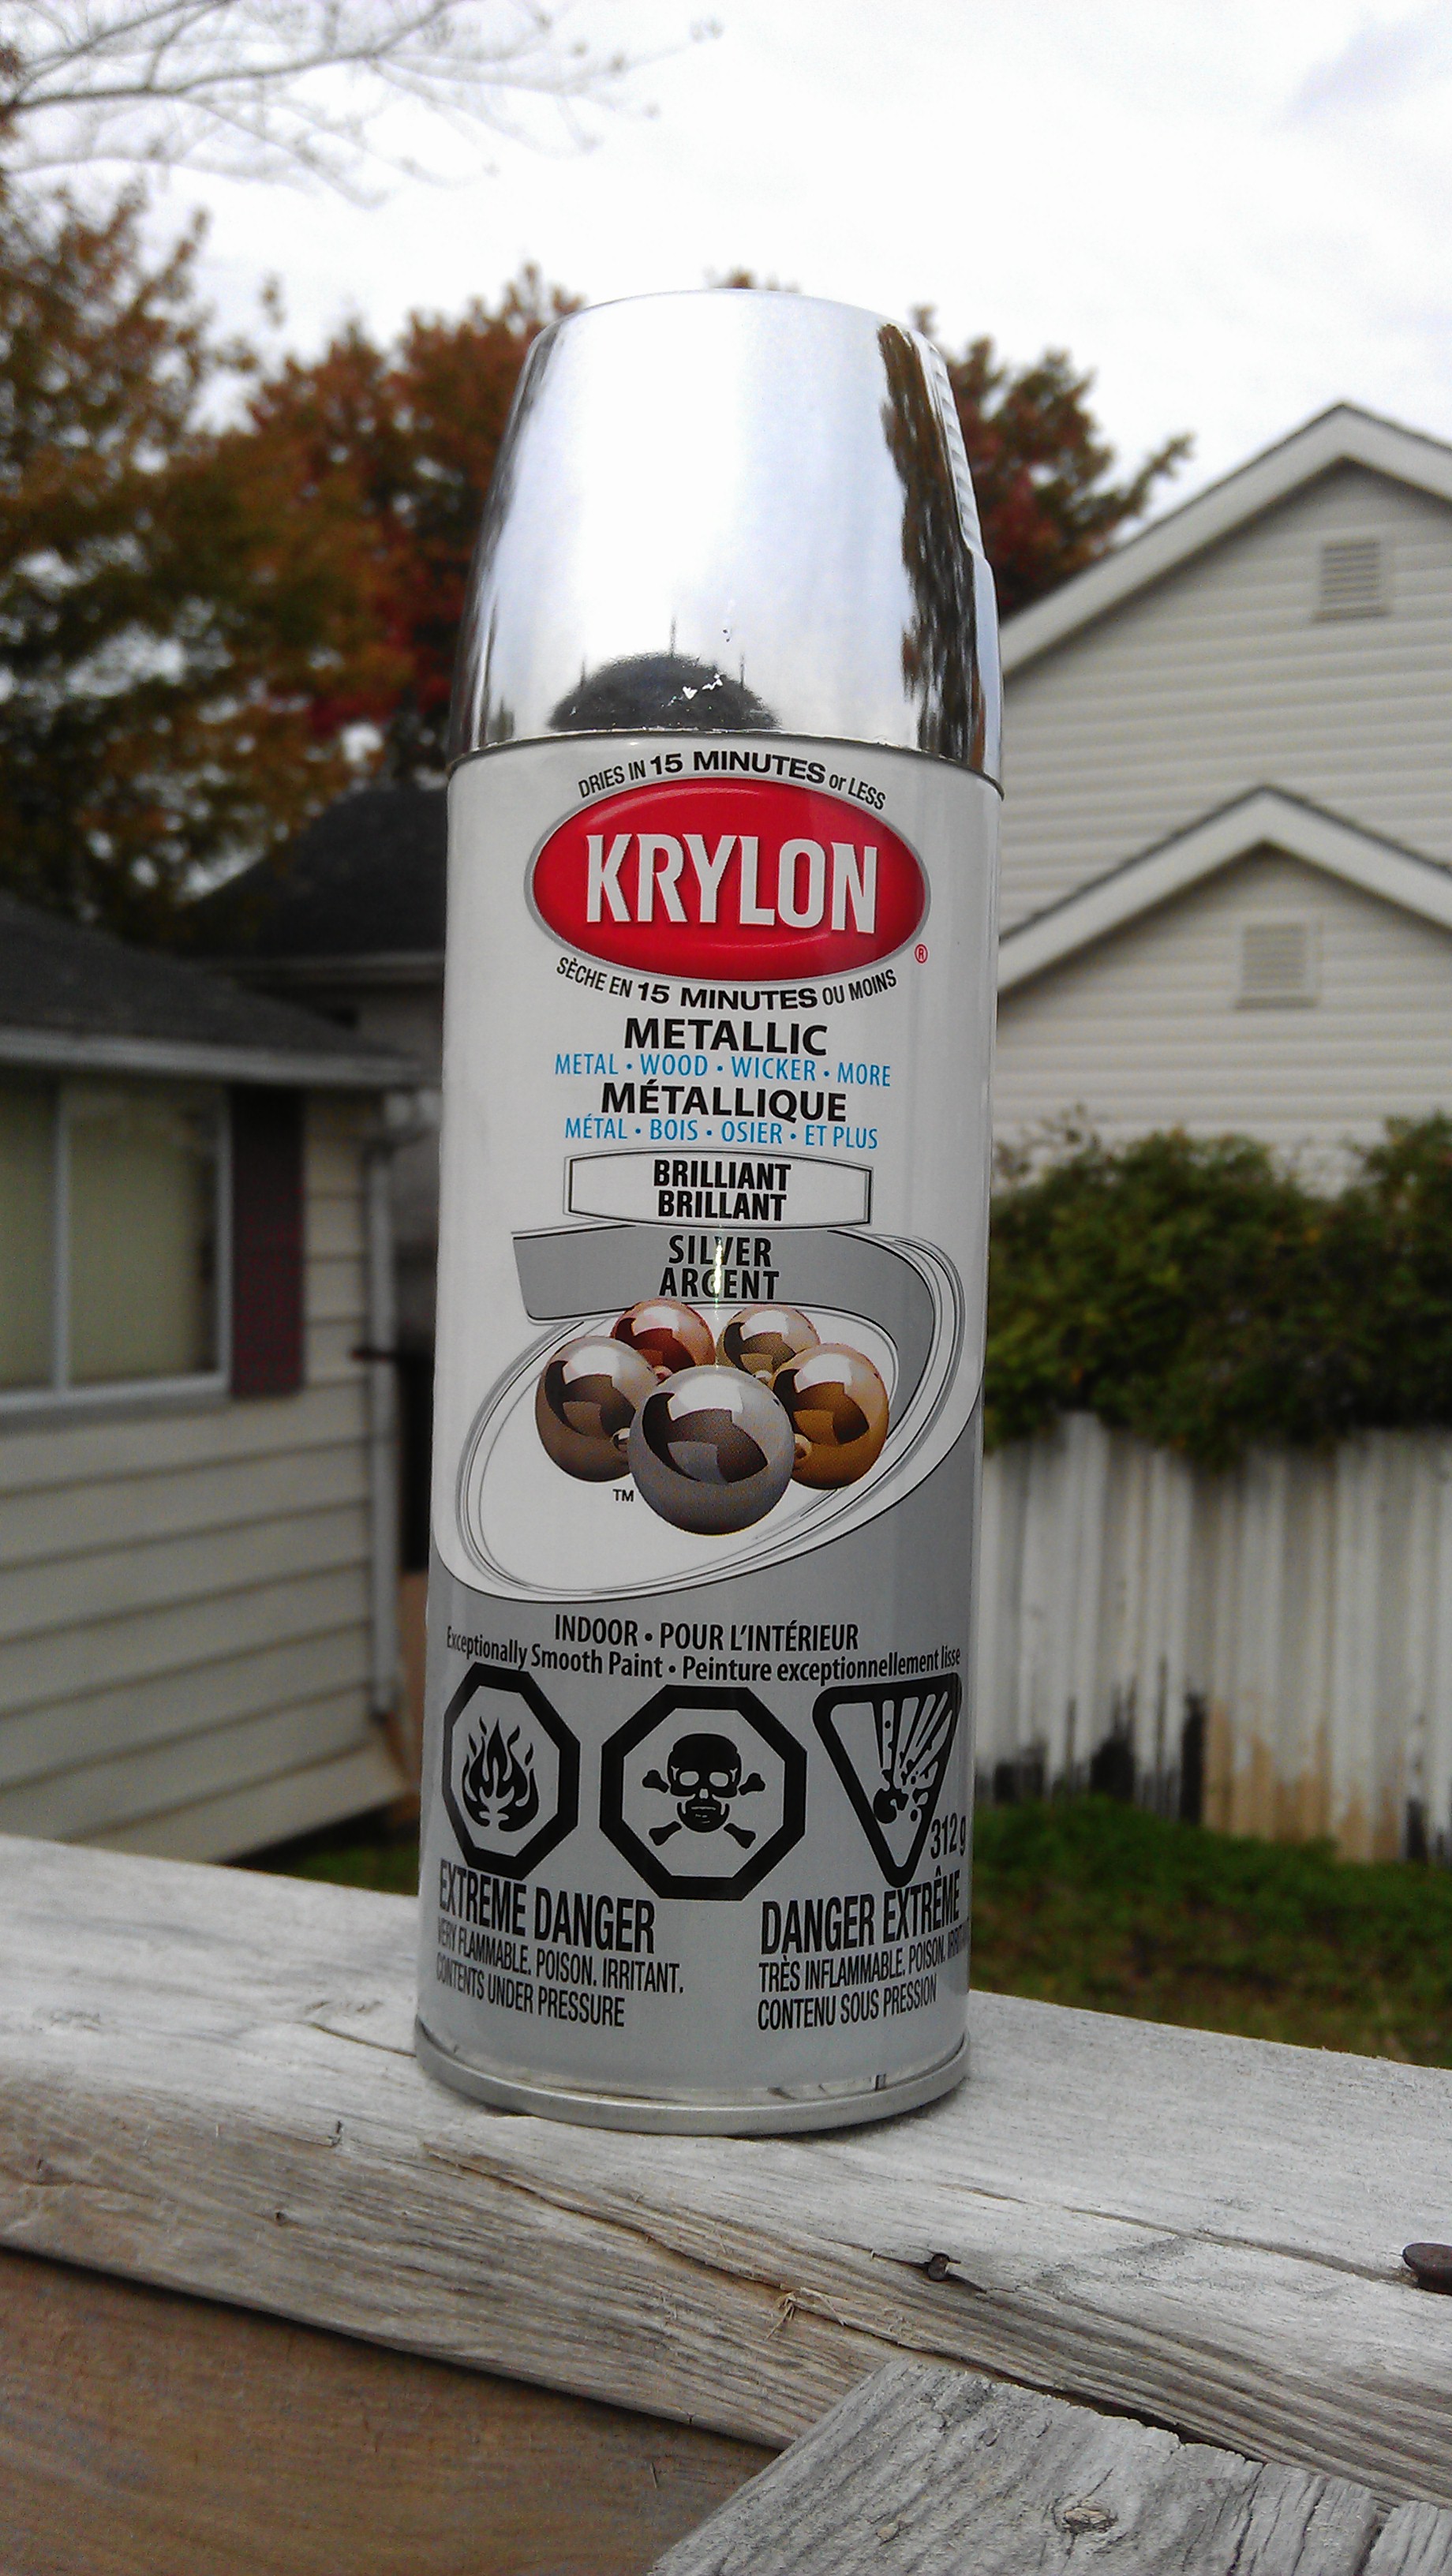 DRIES IN 15 MINUTES or LESS
KRYLON
®
SÈCHE EN 15 MINUTES OU MOINS
METALLIC
METAL • WOOD • WICKER • MORE
MÉTALLIQUE
MÉTAL • BOIS • OSIER • ET PLUS
BRILLIANT
BRILLANT
SILVER
ARGENT
TM
INDOOR • POUR L'INTÉRIEUR
Exceptionally Smooth Paint • Peinture exceptionnellement lisse
312 g
EXTREME DANGER
VERY FLAMMABLE. POISON. IRRITANT.
CONTENTS UNDER PRESSURE
DANGER EXTRÊME
TRÈS INFLAMMABLE. POISON.
CONTENU SOUS PRESSION